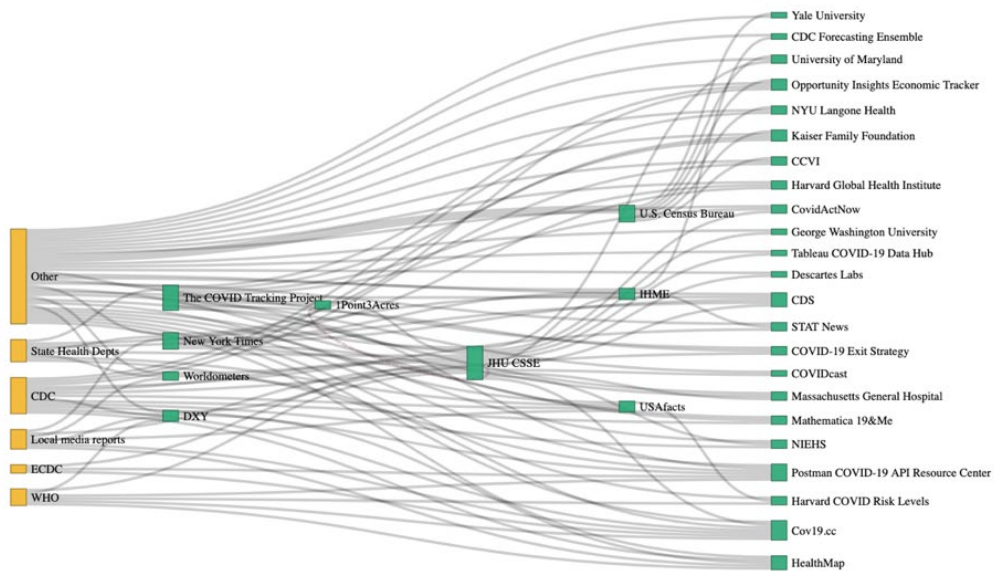 Other
State Health Depts
CDC
Local media reports
ECDC
WHO
The COVID Tracking Project
New York Times
Worldometers
DXY
1Point3Acres
JHU CSSE
U.S. Census Bureau
IHME
USAfacts
Yale University
CDC Forecasting Ensemble
University of Maryland
Opportunity Insights Economic Tracker
NYU Langone Health
Kaiser Family Foundation
CCVI
Harvard Global Health Institute
CovidActNow
George Washington University
Tableau COVID-19 Data Hub
Descartes Labs
CDS
STAT News
COVID-19 Exit Strategy
COVIDcast
Massachusetts General Hospital
Mathematica 19&Me
NIEHS
Postman COVID-19 API Resource Center
Harvard COVID Risk Levels
Cov19.cc
HealthMap